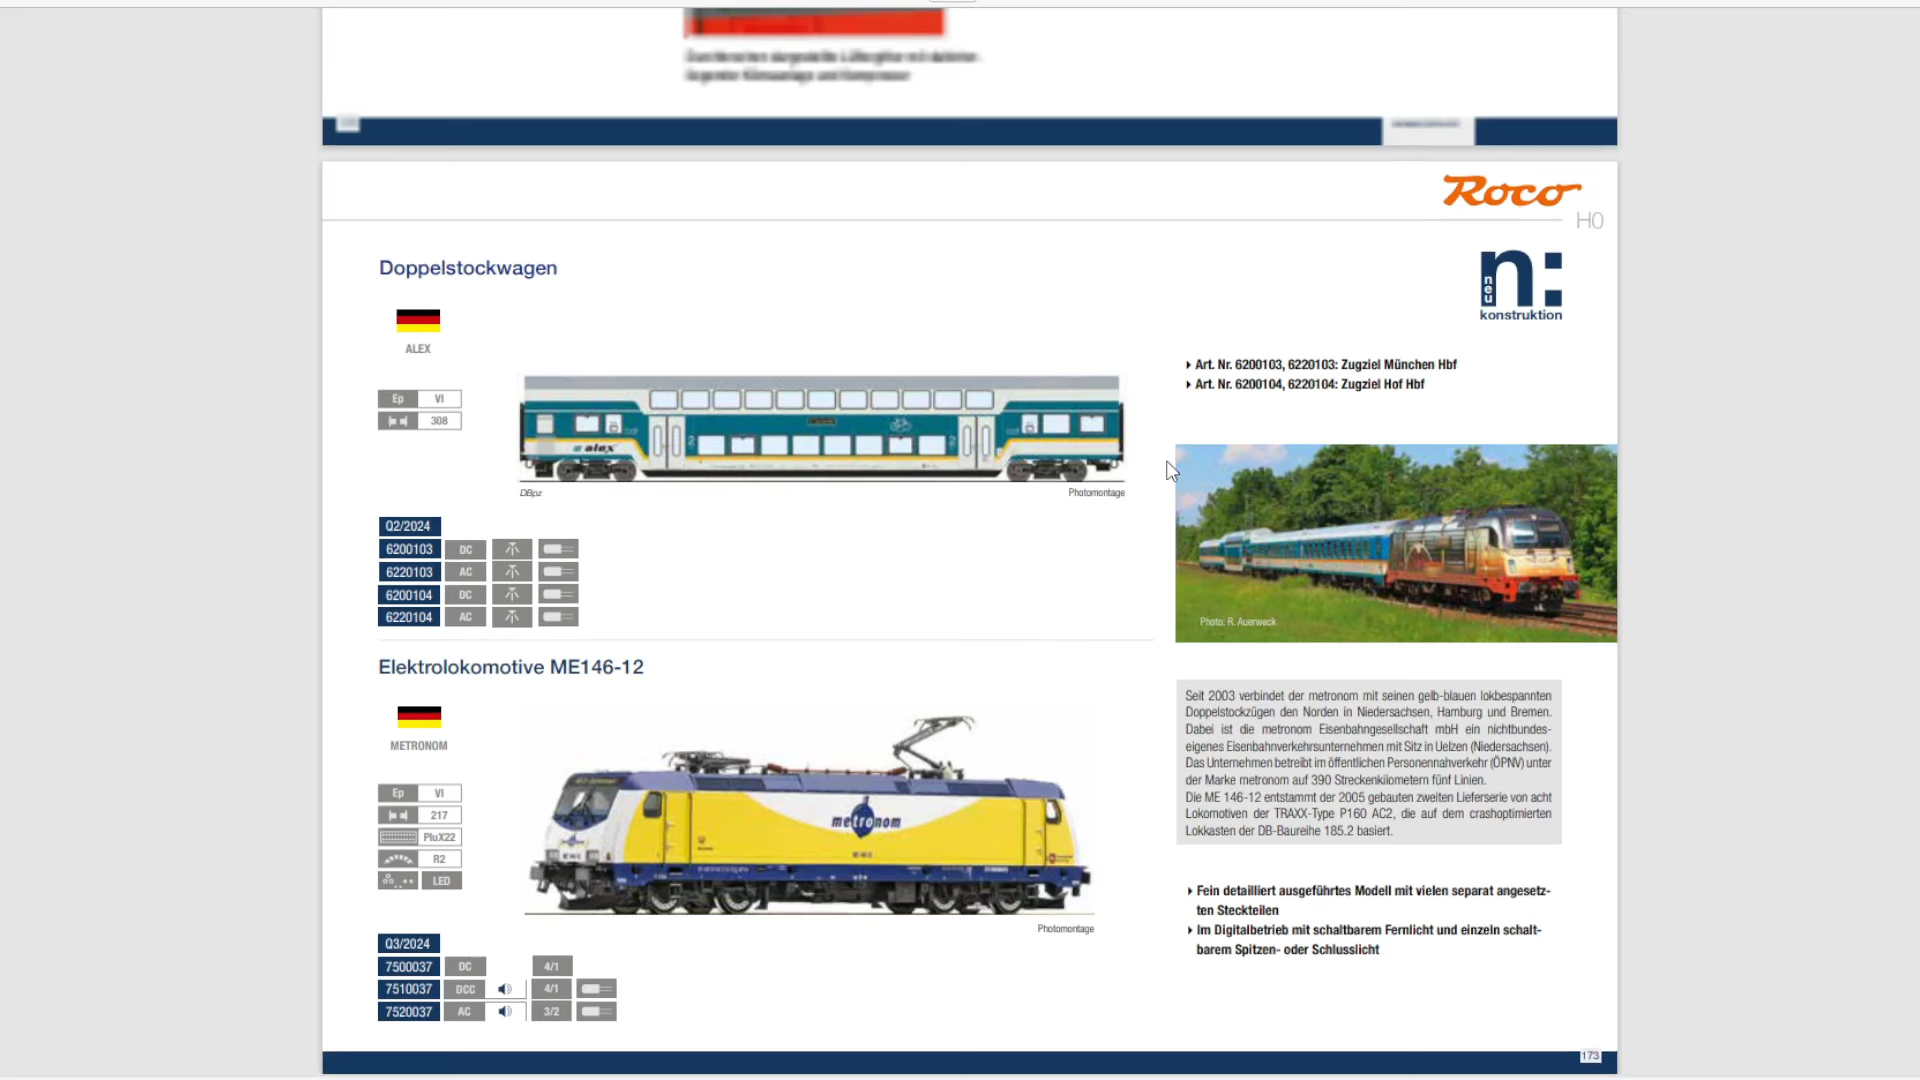 Roco
H0
Doppelstockwagen
n:
neu
konstruktion
ALEX
Ep VI
308
▸ Art. Nr. 6200103, 6220103: Zugziel München Hbf
▸ Art. Nr. 6200104, 6220104: Zugziel Hof Hbf
alex
DBpz
Photomontage
Photo: R. Auerweck
Q2/2024
6200103 DC
6220103 AC
6200104 DC
6220104 AC
Elektrolokomotive ME146-12
METRONOM
Ep VI
217
PluX22
R2
LED
metronom
Photomontage
Seit 2003 verbindet der metronom mit seinen gelb-blauen lokbespannten
Doppelstockzügen den Norden in Niedersachsen, Hamburg und Bremen.
Dabei ist die metronom Eisenbahngesellschaft mbH ein nichtbundes-
eigenes Eisenbahnverkehrsunternehmen mit Sitz in Uelzen (Niedersachsen).
Das Unternehmen betreibt im öffentlichen Personennahverkehr (ÖPNV) unter
der Marke metronom auf 390 Streckenkilometern fünf Linien.
Die ME 146-12 entstammt der 2005 gebauten zweiten Lieferserie von acht
Lokomotiven der TRAXX-Type P160 AC2, die auf dem crashoptimierten
Lokkasten der DB-Baureihe 185.2 basiert.
▸ Fein detailliert ausgeführtes Modell mit vielen separat angesetz-
ten Steckteilen
▸ Im Digitalbetrieb mit schaltbarem Fernlicht und einzeln schalt-
barem Spitzen- oder Schlusslicht
Q3/2024
7500037 DC 4/1
7510037 DCC 4/1
7520037 AC 3/2
173